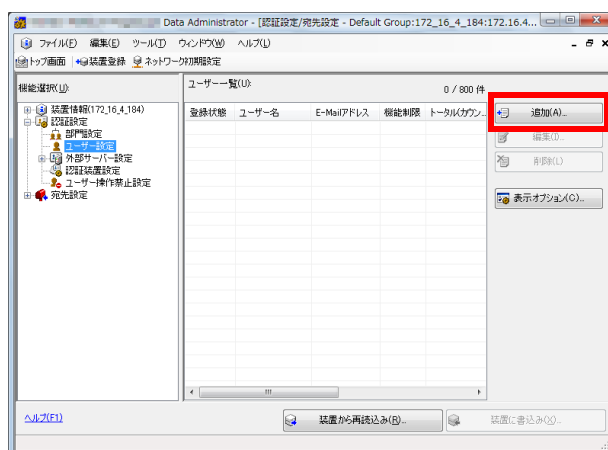 Data Administrator - [認証設定/宛先設定 - Default Group:172_16_4_184:172.16.4...
ファイル(F) 編集(E) ツール(T) ウィンドウ(W) ヘルプ(L)
トップ画面 装置登録 ネットワーク初期設定
機能選択(U):
装置情報(172_16_4_184)
認証設定
部門設定
ユーザー設定
外部サーバー設定
認証装置設定
ユーザー操作禁止設定
宛先設定
ユーザー一覧(U):
0 / 800 件
登録状態 ユーザー名 E-Mailアドレス 機能制限 トータル(カウン...
追加(A)...
編集(I)...
削除(L)
表示オプション(C)...
ヘルプ(F1)
装置から再読込み(R)...
装置に書込み(X)...